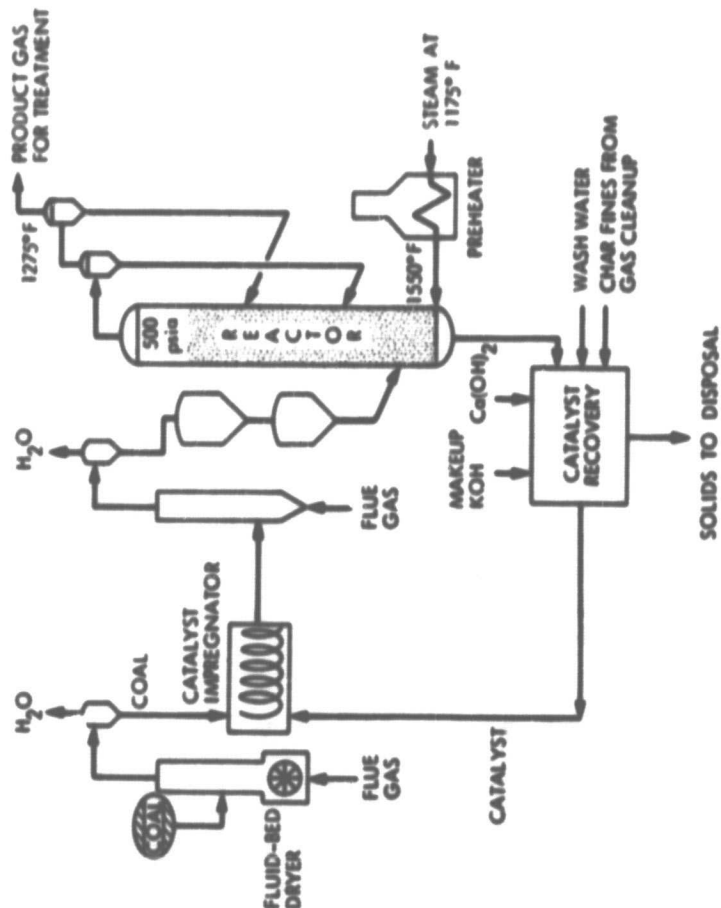 PRODUCT GAS
FOR TREATMENT
1275°F
H2O
500
psia
REACTOR
STEAM AT
1175°F
1550°F
PREHEATER
H2O
COAL
CATALYST
IMPREGNATOR
FLUE
GAS
COAL
FLUID-BED
DRYER
FLUE
GAS
CATALYST
MAKEUP
KOH
Ca(OH)2
WASH WATER
CHAR FINES FROM
GAS CLEANUP
CATALYST
RECOVERY
SOLIDS TO DISPOSAL